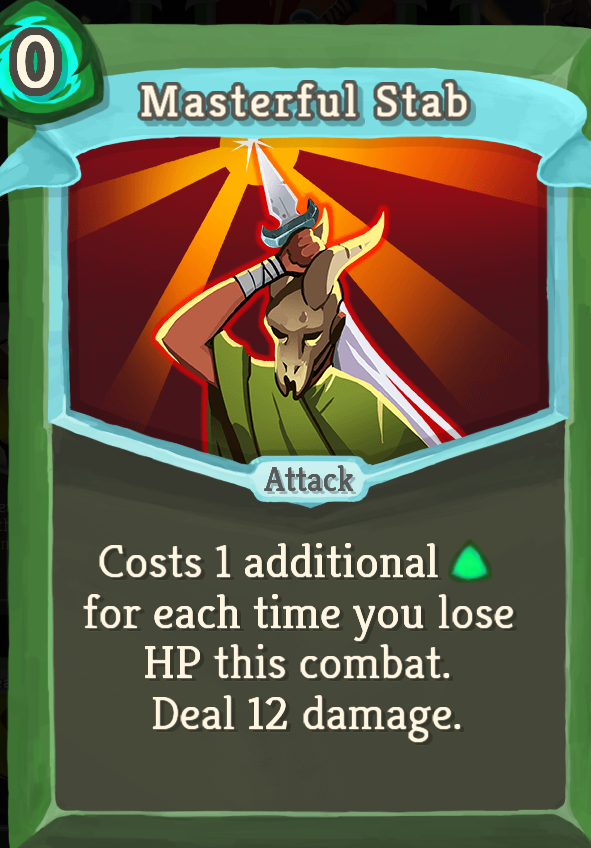 0
Masterful Stab
Attack
Costs 1 additional
for each time you lose
HP this combat.
Deal 12 damage.